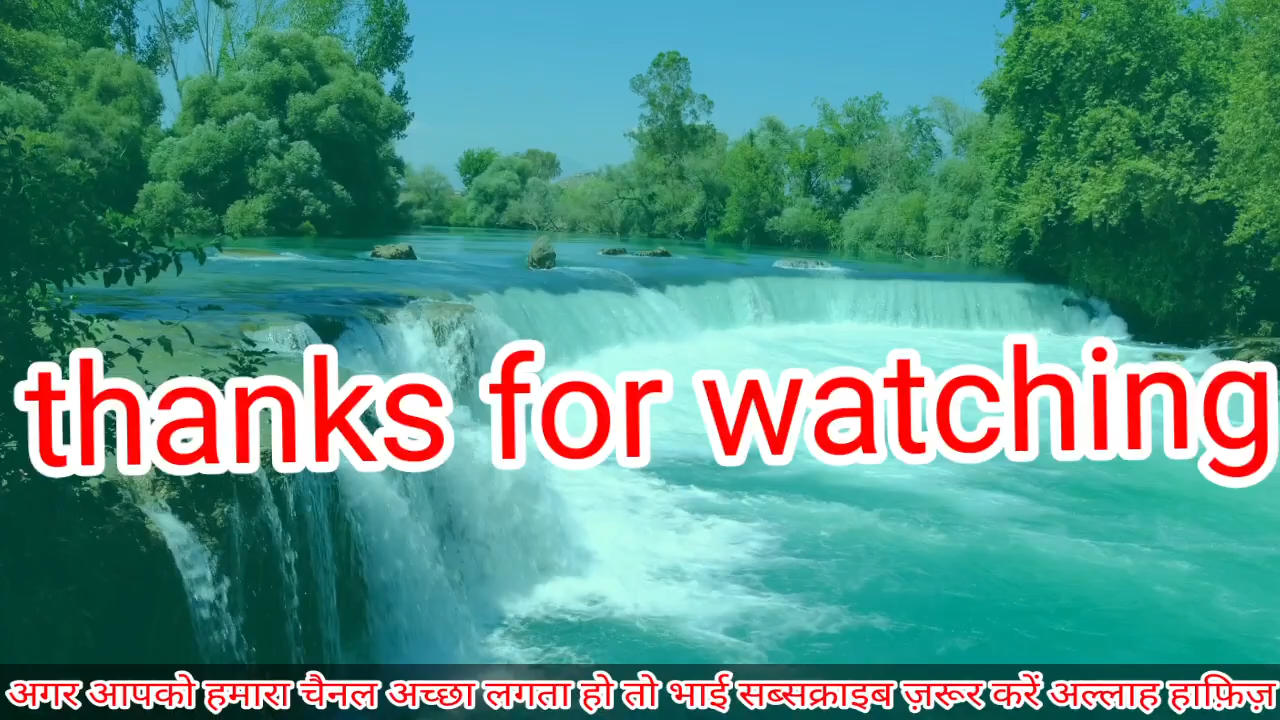 thanks for watching
अगर आपको हमारा चैनल अच्छा लगता हो तो भाई सब्सक्राइब ज़रूर करें अल्लाह हाफ़िज़